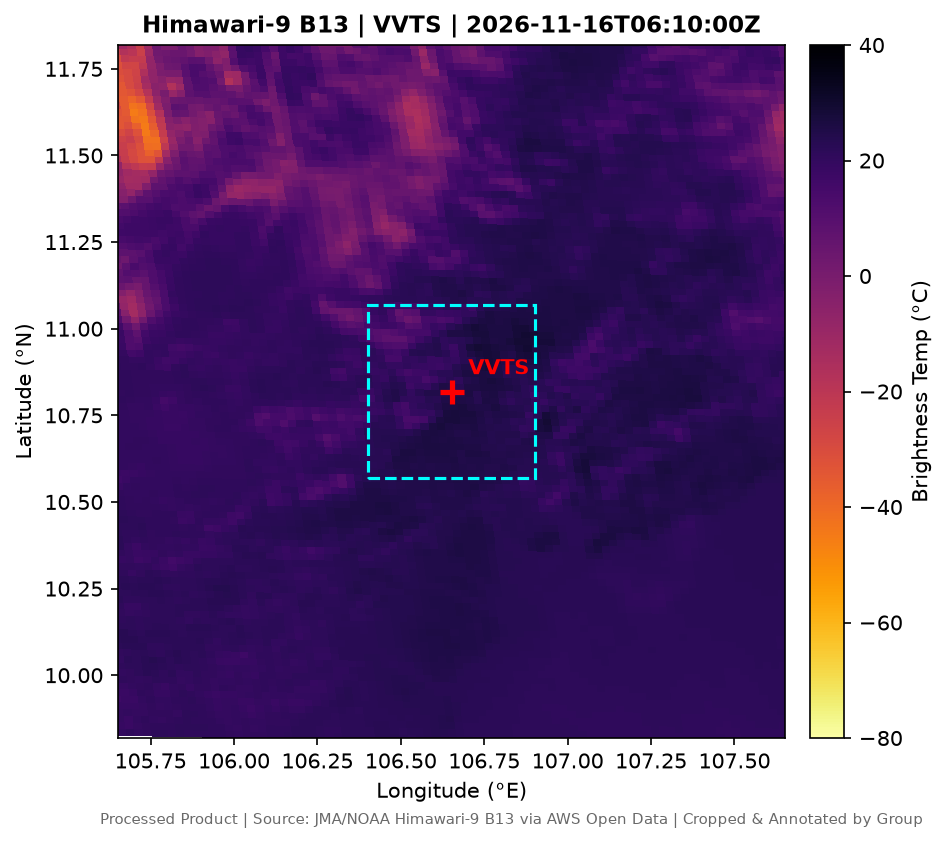 Himawari-9 B13 | VVTS | 2026-11-16T06:10:00Z
11.75
11.50
11.25
11.00
10.75
10.50
10.25
10.00
Latitude (°N)
VVTS
105.75 106.00 106.25 106.50 106.75 107.00 107.25 107.50
Longitude (°E)
40
20
0
−20
−40
−60
−80
Brightness Temp (°C)
Processed Product | Source: JMA/NOAA Himawari-9 B13 via AWS Open Data | Cropped & Annotated by Group